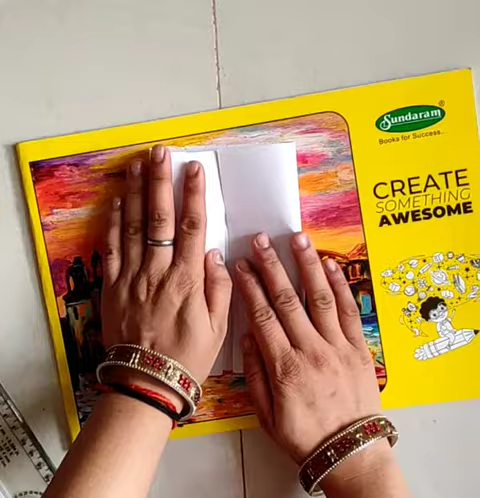 Sundaram®
Books for Success...
CREATE
SOMETHING
AWESOME